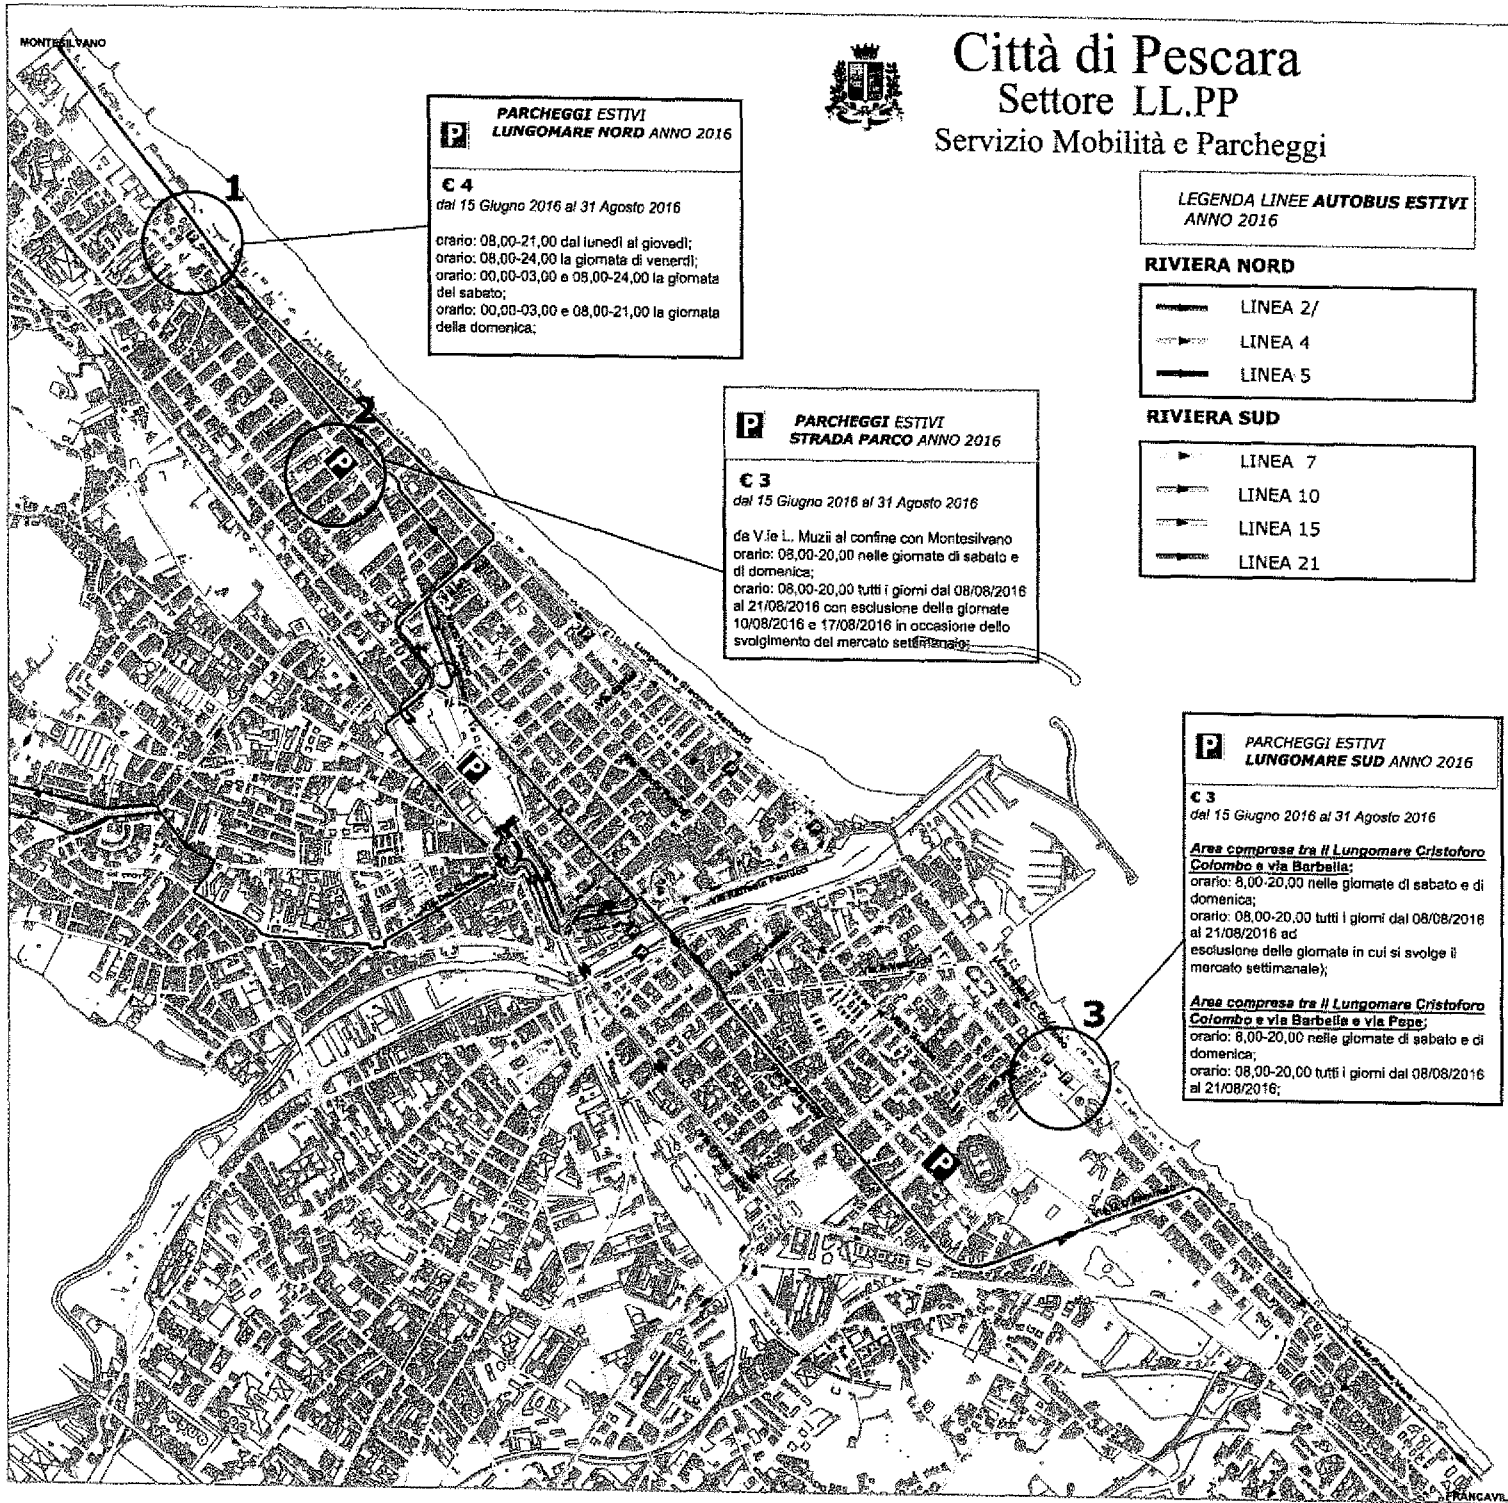 MONTESILVANO
Città di Pescara
Settore LL.PP
Servizio Mobilità e Parcheggi
1
P
PARCHEGGI ESTIVI
LUNGOMARE NORD ANNO 2016
€ 4
dal 15 Giugno 2016 al 31 Agosto 2016
orario: 08,00-21,00 dal lunedì al giovedì;
orario: 08,00-24,00 la giornata di venerdì;
orario: 00,00-03,00 e 08,00-24,00 la giornata
del sabato;
orario: 00,00-03,00 e 08,00-21,00 la giornata
della domenica;
LEGENDA LINEE AUTOBUS ESTIVI
ANNO 2016
RIVIERA NORD
LINEA 2/
LINEA 4
LINEA 5
RIVIERA SUD
LINEA 7
LINEA 10
LINEA 15
LINEA 21
2
P
P
PARCHEGGI ESTIVI
STRADA PARCO ANNO 2016
€ 3
dal 15 Giugno 2016 al 31 Agosto 2016
da V.le L. Muzii al confine con Montesilvano
orario: 08,00-20,00 nelle giornate di sabato e
di domenica;
orario: 08,00-20,00 tutti i giorni dal 08/08/2016
al 21/08/2016 con esclusione delle giornate
10/08/2016 e 17/08/2016 in occasione dello
svolgimento del mercato settimanale;
Lungomare Giacomo Matteotti
P
P
PARCHEGGI ESTIVI
LUNGOMARE SUD ANNO 2016
€ 3
dal 15 Giugno 2016 al 31 Agosto 2016
Area compresa tra il Lungomare Cristoforo
Colombo e via Barbella;
orario: 8,00-20,00 nelle giornate di sabato e di
domenica;
orario: 08,00-20,00 tutti i giorni dal 08/08/2016
al 21/08/2016 ad
esclusione delle giornate in cui si svolge il
mercato settimanale);
Area compresa tra il Lungomare Cristoforo
Colombo e via Barbella e via Pepe;
orario: 8,00-20,00 nelle giornate di sabato e di
domenica;
orario: 08,00-20,00 tutti i giorni dal 08/08/2016
al 21/08/2016;
3
P